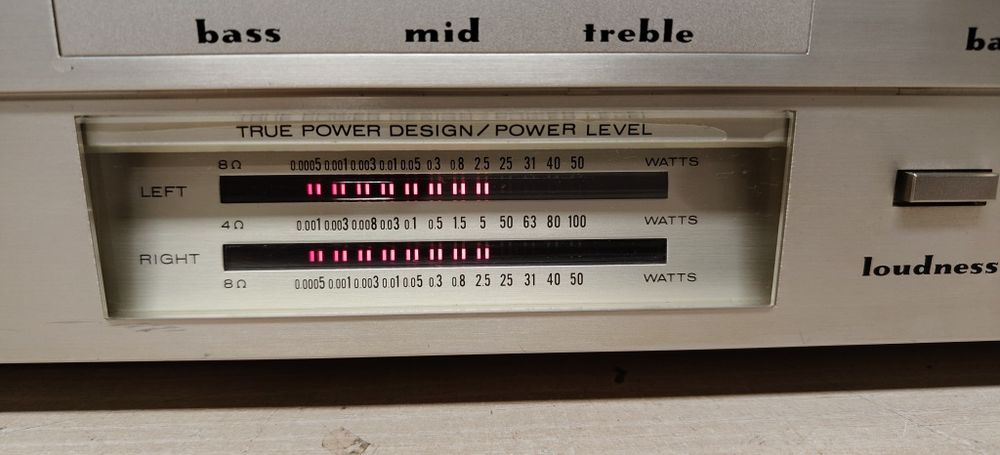 bass mid treble ba
TRUE POWER DESIGN/POWER LEVEL
8Ω 0.0005 0.001 0.003 0.01 0.05 0.3 0.8 2.5 25 31 40 50 WATTS
LEFT
4Ω 0.001 0.003 0.008 0.03 0.1 0.5 1.5 5 50 63 80 100 WATTS
RIGHT
8Ω 0.0005 0.001 0.003 0.01 0.05 0.3 0.8 2.5 25 31 40 50 WATTS
loudness